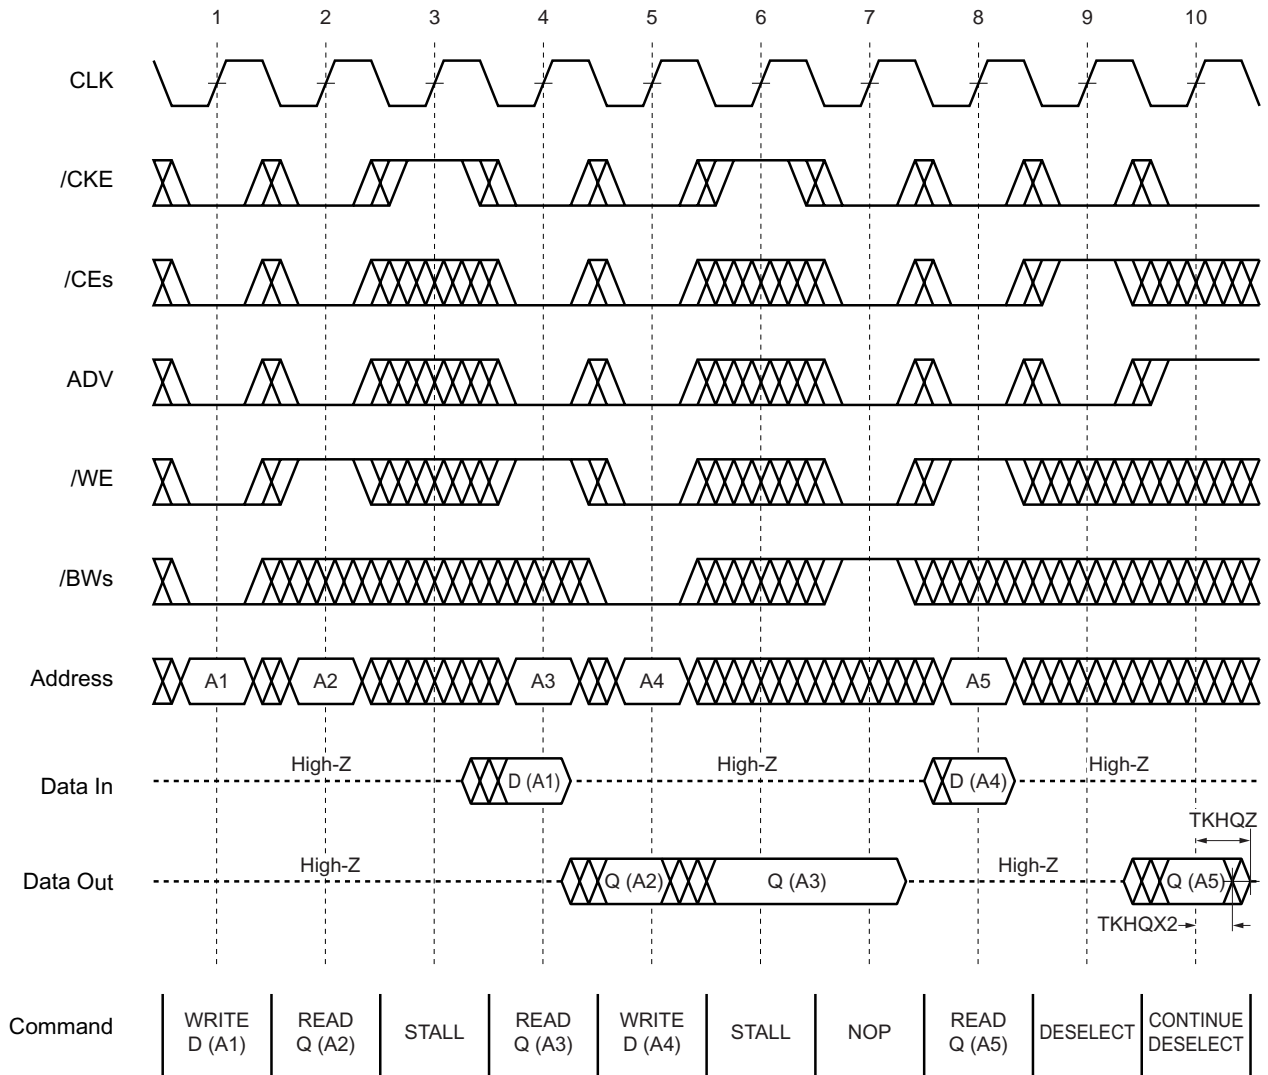 1 2 3 4 5 6 7 8 9 10
CLK
/CKE
/CEs
ADV
/WE
/BWs
Address A1 A2 A3 A4 A5
High-Z High-Z High-Z
Data In D (A1) D (A4)
TKHQZ
High-Z High-Z
Data Out Q (A2) Q (A3) Q (A5)
TKHQX2
Command
WRITE
D (A1)
READ
Q (A2)
STALL
READ
Q (A3)
WRITE
D (A4)
STALL
NOP
READ
Q (A5)
DESELECT
CONTINUE
DESELECT